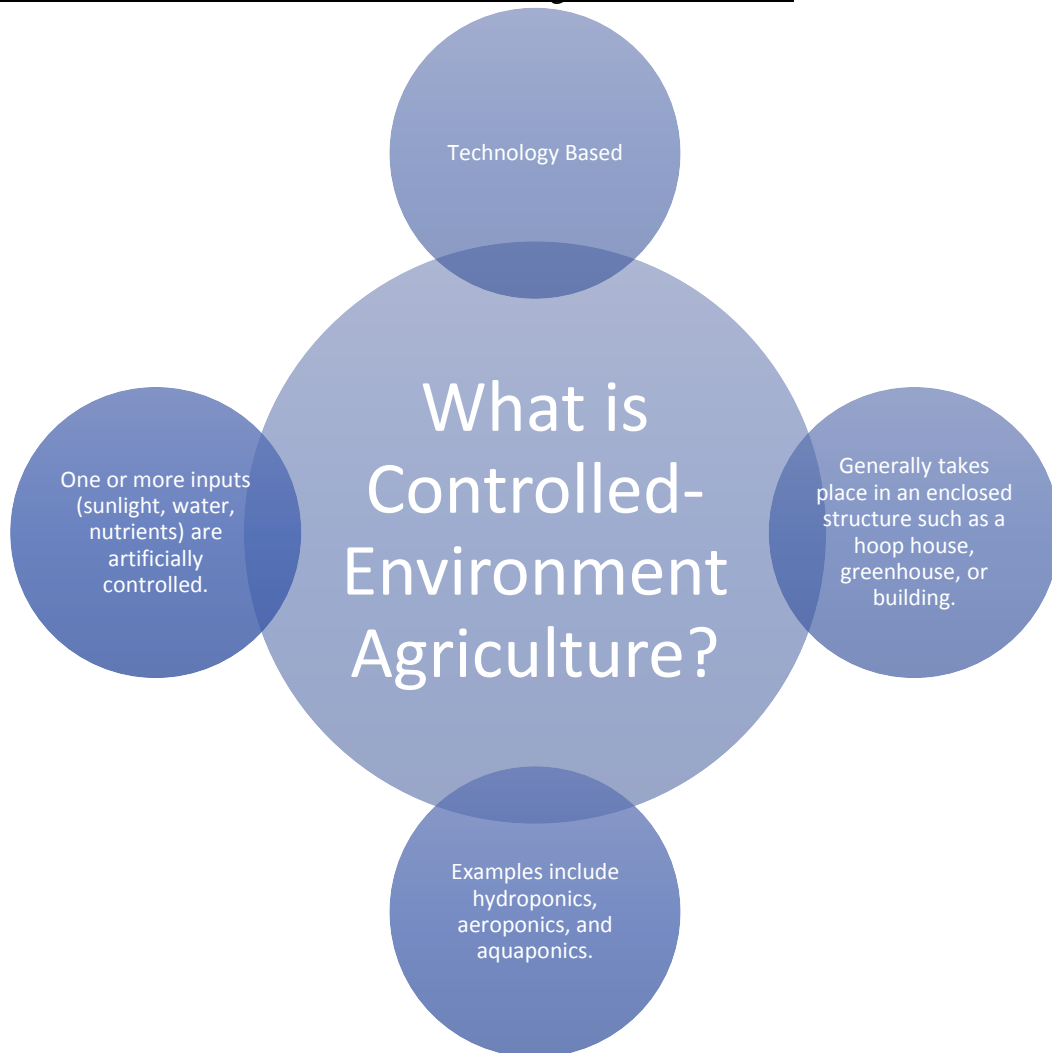 Technology Based
What is
Controlled-
Environment
Agriculture?
Generally takes
place in an enclosed
structure such as a
hoop house,
greenhouse, or
building.
Examples include
hydroponics,
aeroponics, and
aquaponics.
One or more inputs
(sunlight, water,
nutrients) are
artificially
controlled.